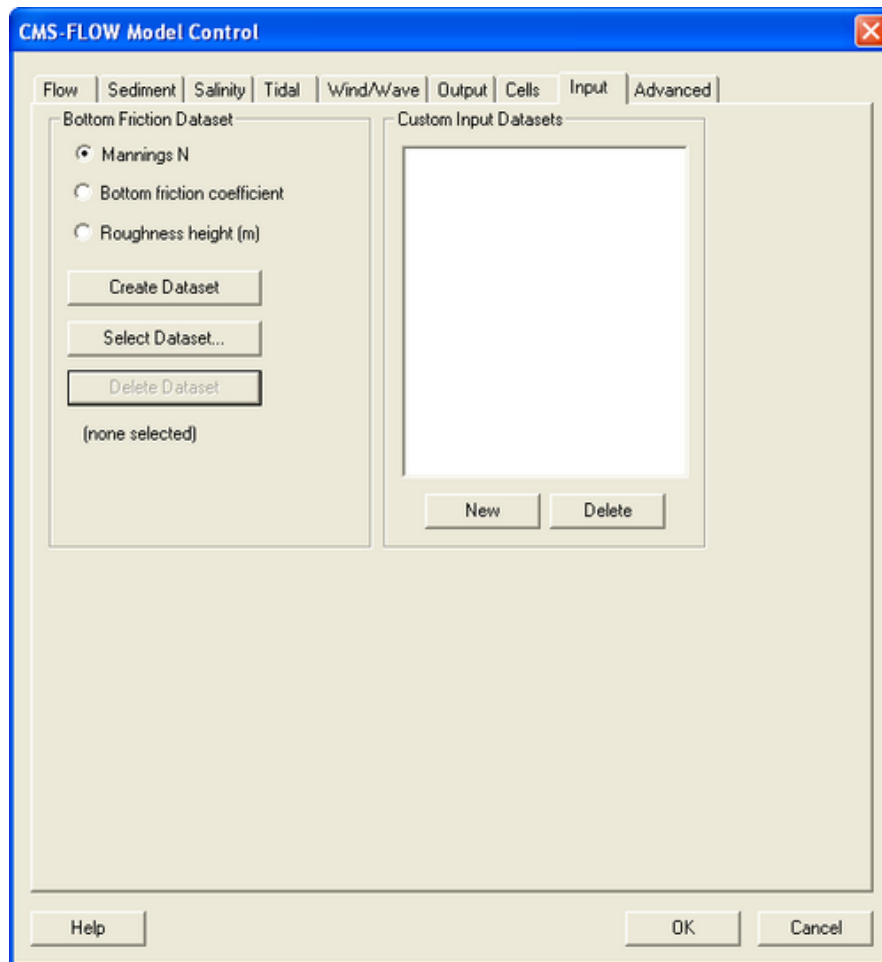 CMS-FLOW Model Control
Flow Sediment Salinity Tidal Wind/Wave Output Cells Input Advanced
Bottom Friction Dataset
Mannings N
Bottom friction coefficient
Roughness height (m)
Create Dataset
Select Dataset...
Delete Dataset
(none selected)
Custom Input Datasets
New Delete
Help OK Cancel